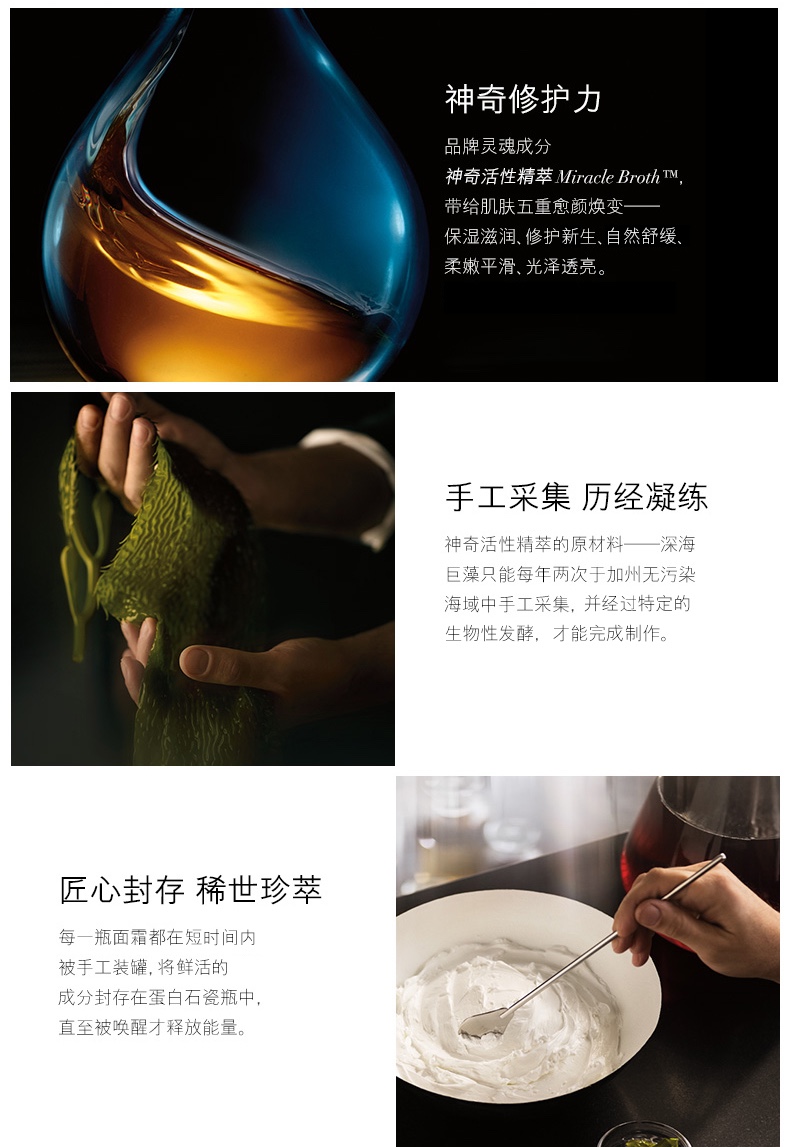 神奇修护力
品牌灵魂成分
神奇活性精萃 Miracle Broth™,
带给肌肤五重愈颜焕变——
保湿滋润、修护新生、自然舒缓、
柔嫩平滑、光泽透亮。
手工采集 历经凝练
神奇活性精萃的原材料——深海
巨藻只能每年两次于加州无污染
海域中手工采集, 并经过特定的
生物性发酵, 才能完成制作。
匠心封存 稀世珍萃
每一瓶面霜都在短时间内
被手工装罐, 将鲜活的
成分封存在蛋白石瓷瓶中,
直至被唤醒才释放能量。